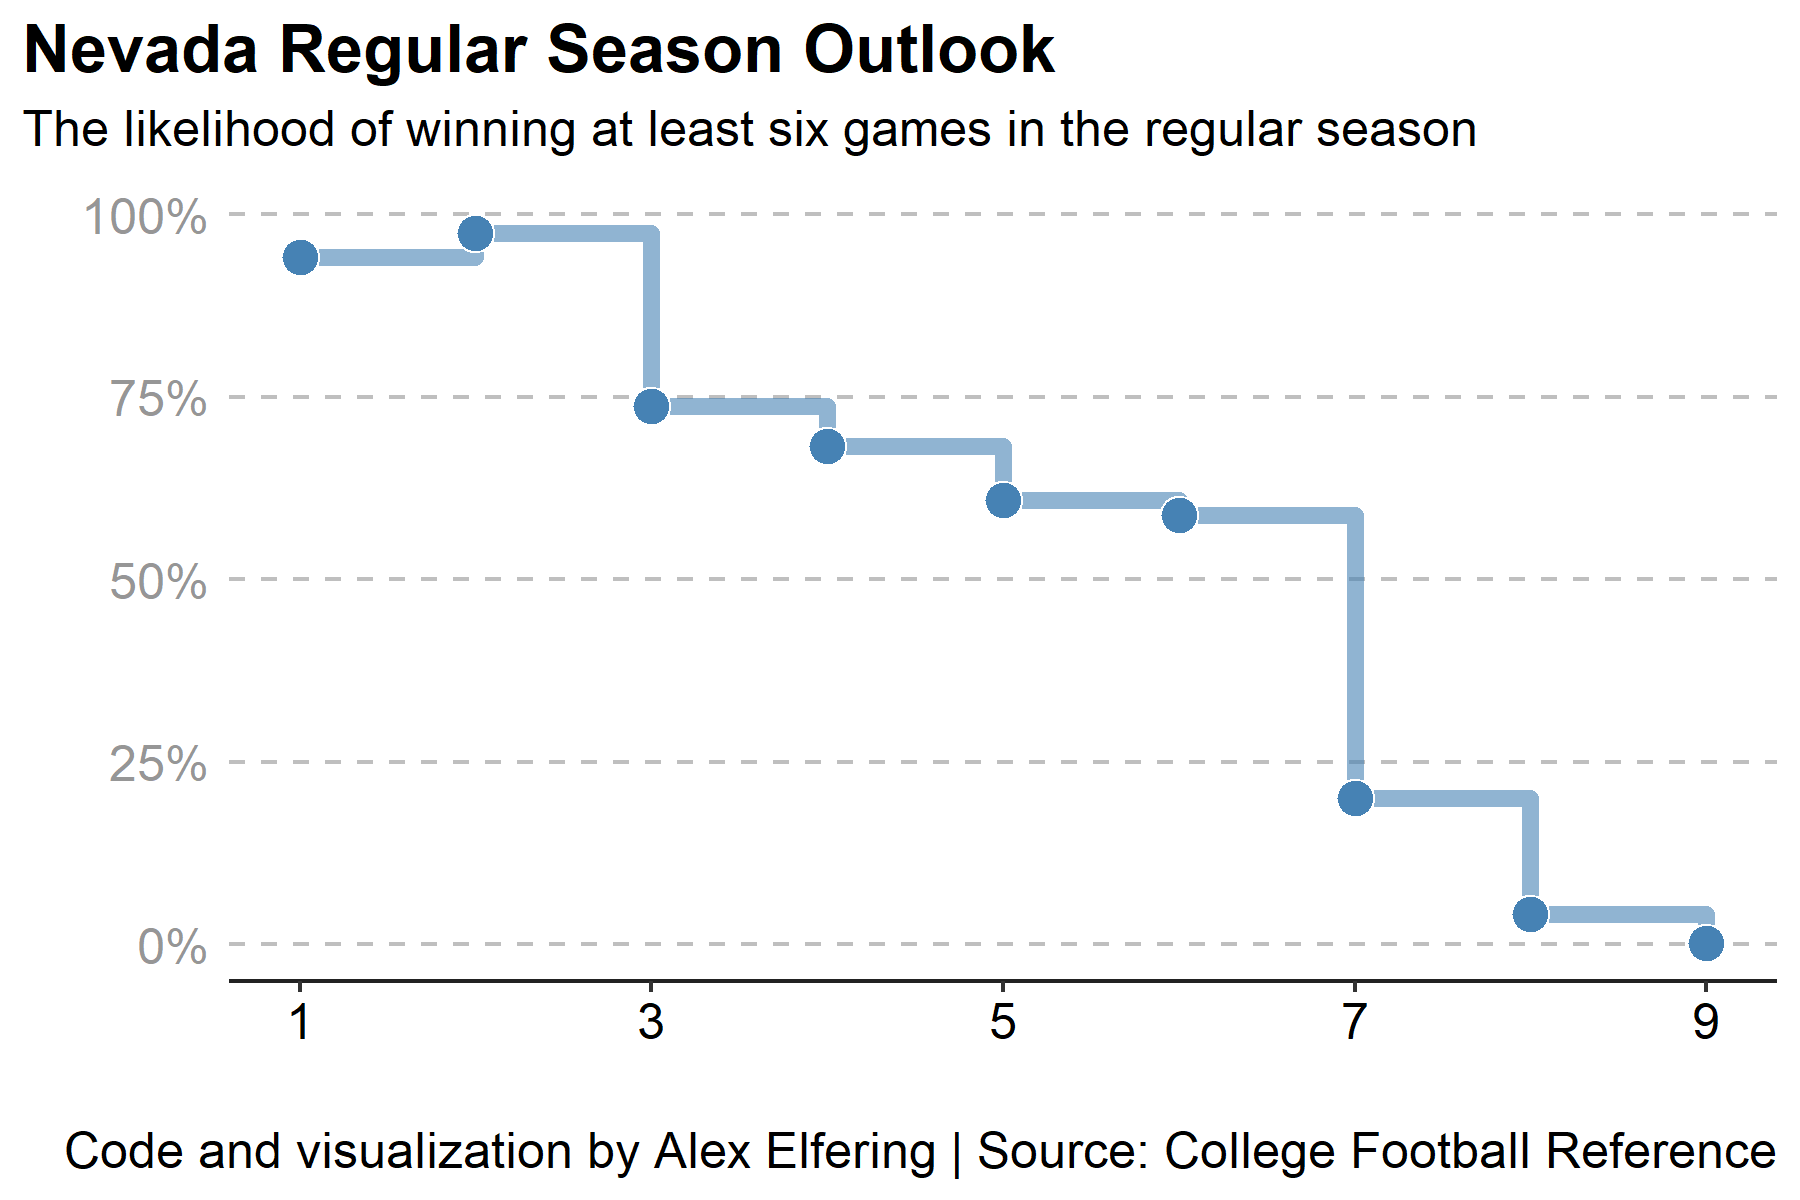 Nevada Regular Season Outlook
The likelihood of winning at least six games in the regular season
100%
75%
50%
25%
0%
1 3 5 7 9
Code and visualization by Alex Elfering | Source: College Football Reference